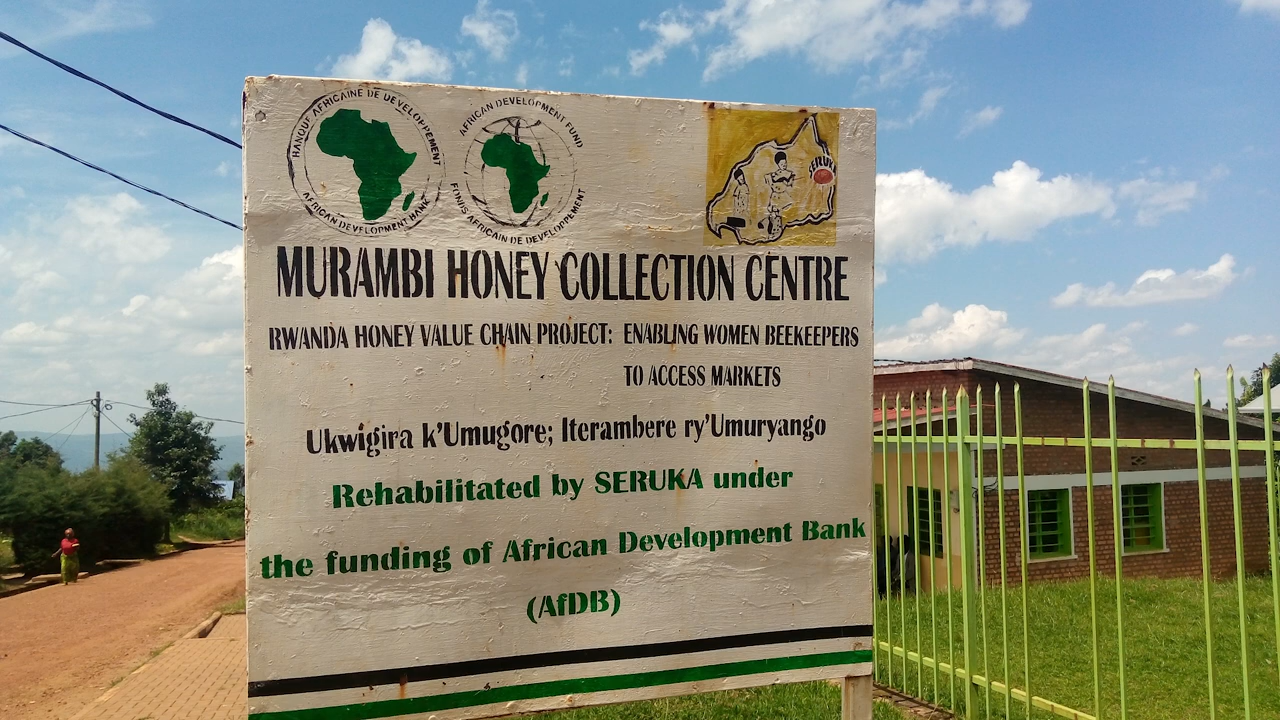 BANQUE AFRICAINE DE DEVELOPPEMENT
AFRICAN DEVELOPMENT BANK
AFRICAN DEVELOPMENT FUND
FONDS AFRICAIN DE DEVELOPPEMENT
SERUKA
MURAMBI HONEY COLLECTION CENTRE
RWANDA HONEY VALUE CHAIN PROJECT: ENABLING WOMEN BEEKEEPERS
TO ACCESS MARKETS
Ukwigira k'Umugore; Iterambere ry'Umuryango
Rehabilitated by SERUKA under
the funding of African Development Bank
(AfDB)